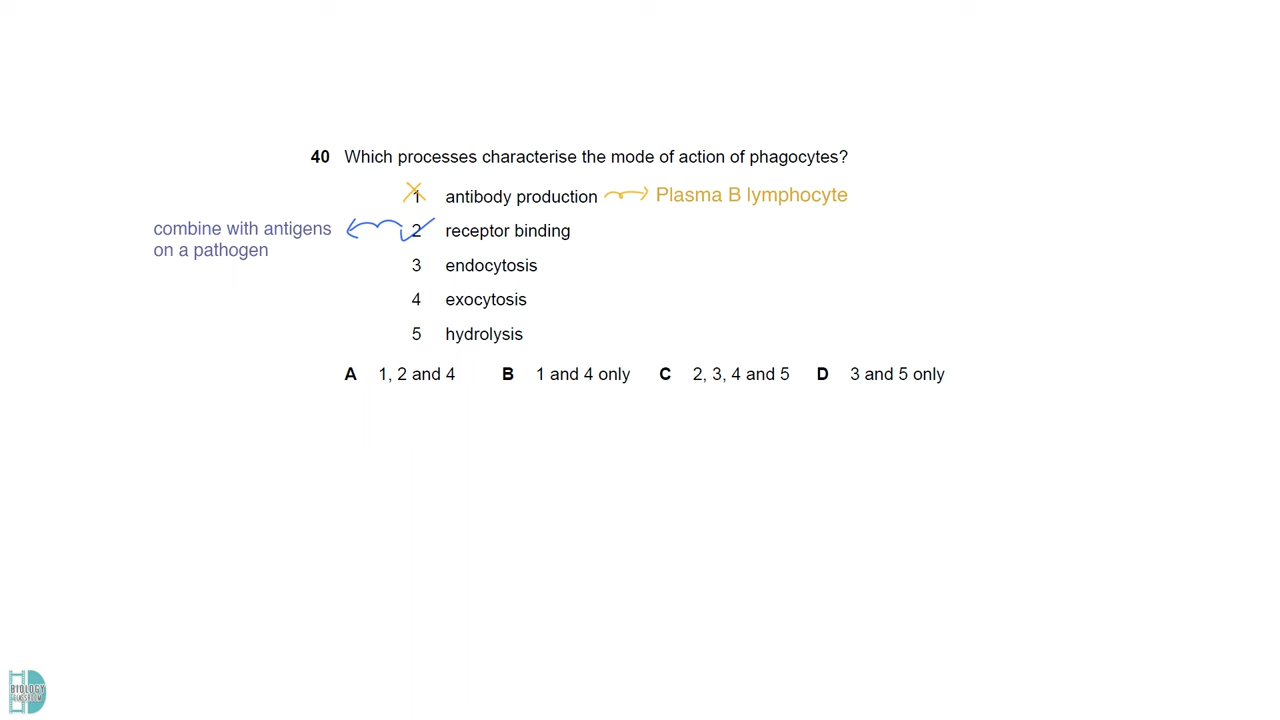 40 Which processes characterise the mode of action of phagocytes?
1 antibody production Plasma B lymphocyte
combine with antigens
on a pathogen
2 receptor binding
3 endocytosis
4 exocytosis
5 hydrolysis
A 1, 2 and 4 B 1 and 4 only C 2, 3, 4 and 5 D 3 and 5 only
BIOLOGY
CLASSROOM